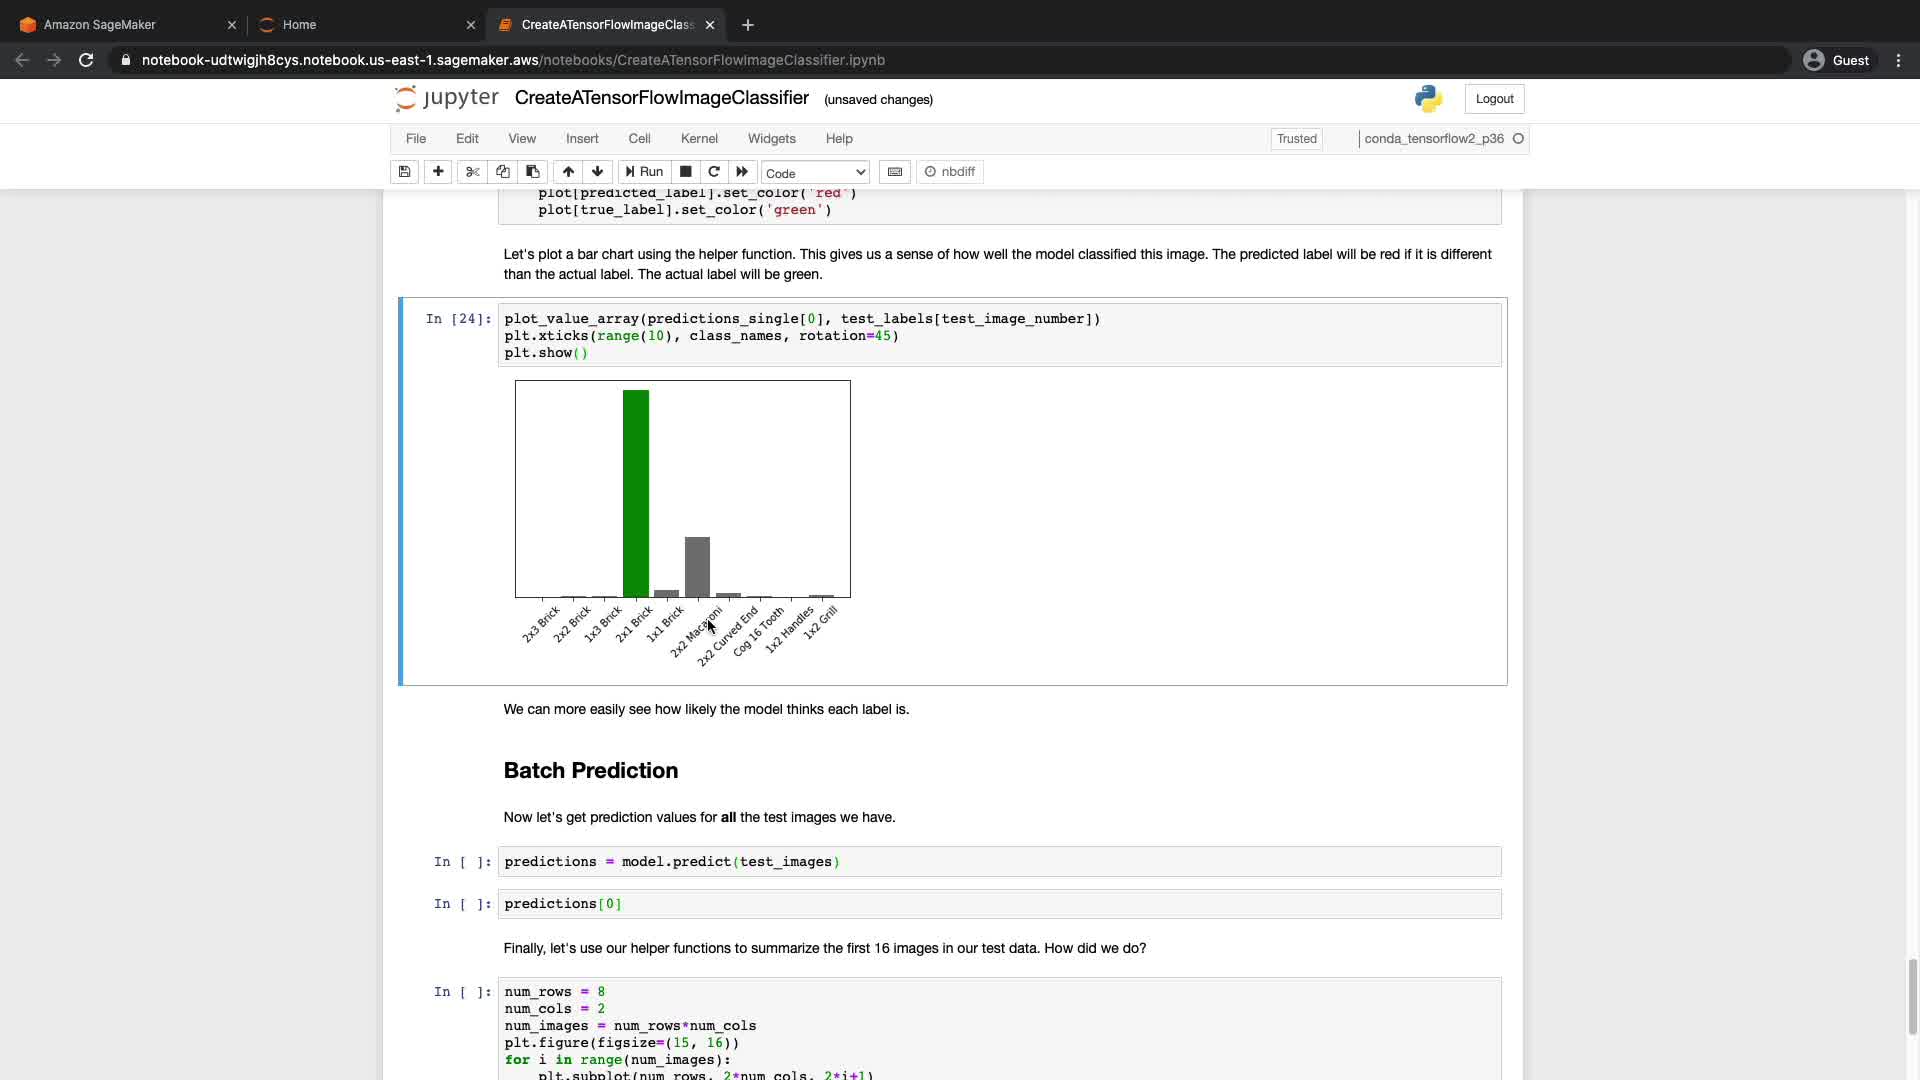 Amazon SageMaker
Home
CreateATensorFlowImageClass
notebook-udtwigjh8cys.notebook.us-east-1.sagemaker.aws/notebooks/CreateATensorFlowImageClassifier.ipynb
Guest
jupyter CreateATensorFlowImageClassifier (unsaved changes)
Logout
File Edit View Insert Cell Kernel Widgets Help
Trusted
conda_tensorflow2_p36
Run
Code
nbdiff
plot[predicted_label].set_color('red')
plot[true_label].set_color('green')
Let's plot a bar chart using the helper function. This gives us a sense of how well the model classified this image. The predicted label will be red if it is different
than the actual label. The actual label will be green.
In [24]:
plot_value_array(predictions_single[0], test_labels[test_image_number])
plt.xticks(range(10), class_names, rotation=45)
plt.show()
2x3 Brick
2x2 Brick
1x3 Brick
2x1 Brick
1x1 Brick
2x2 Macaroni
2x2 Curved End
Cog 16 Tooth
1x2 Handles
1x2 Grill
We can more easily see how likely the model thinks each label is.
Batch Prediction
Now let's get prediction values for all the test images we have.
In [ ]: predictions = model.predict(test_images)
In [ ]: predictions[0]
Finally, let's use our helper functions to summarize the first 16 images in our test data. How did we do?
In [ ]: num_rows = 8
num_cols = 2
num_images = num_rows*num_cols
plt.figure(figsize=(15, 16))
for i in range(num_images):
plt.subplot(num_rows, 2*num_cols, 2*i+1)